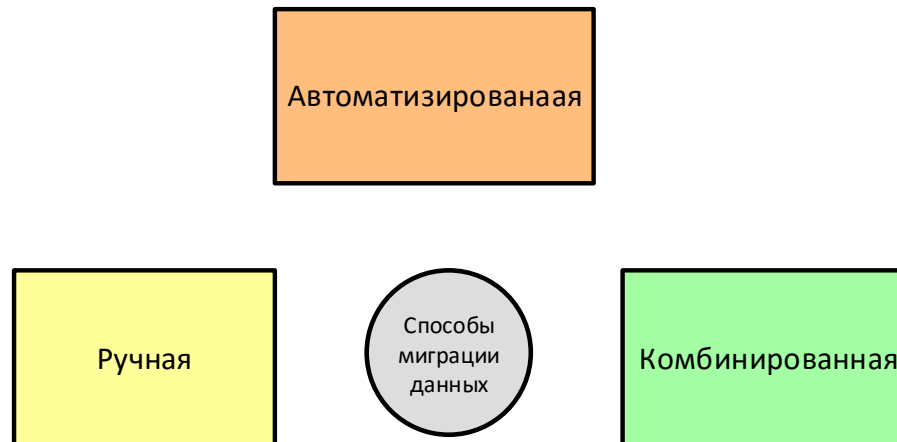 Автоматизированаая
Ручная
Способы
миграции
данных
Комбинированная